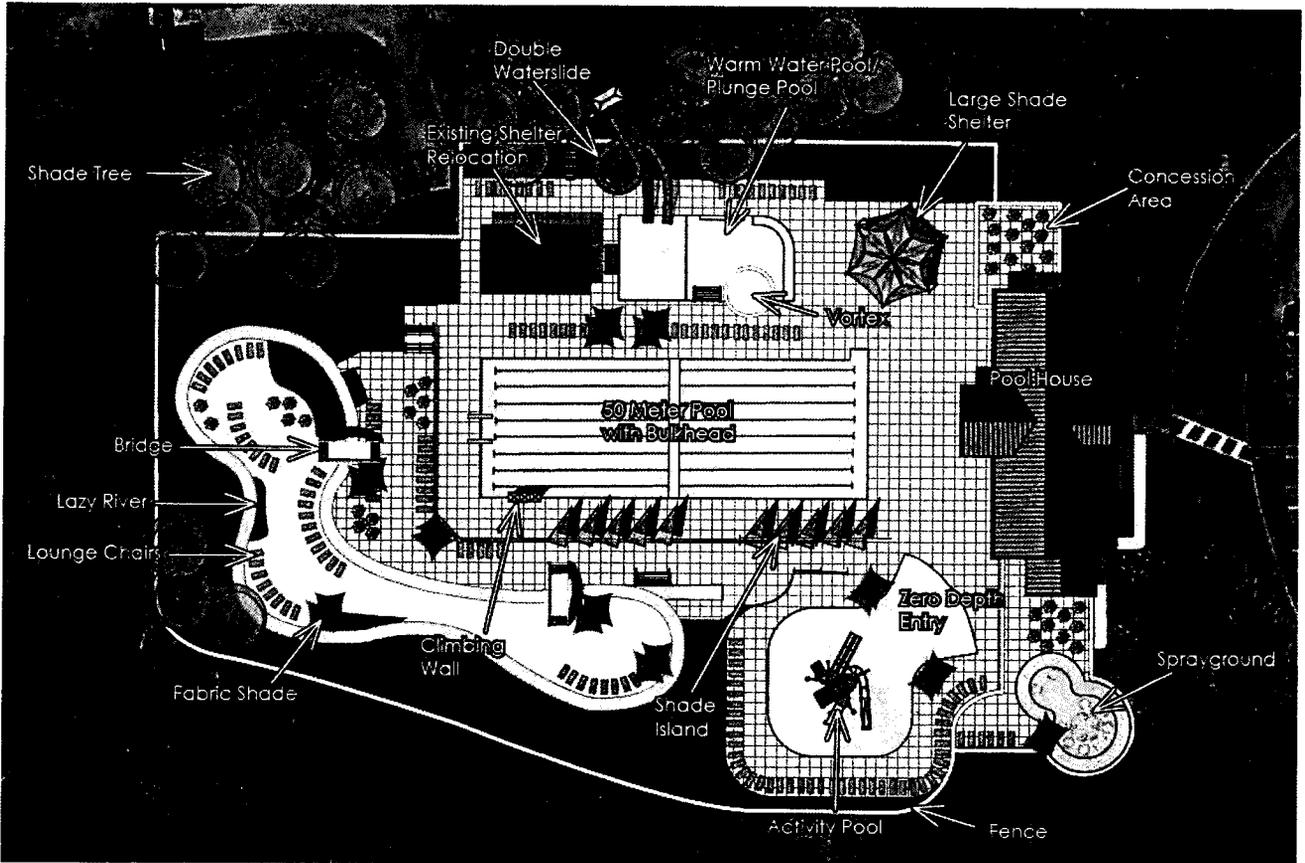 Double
Waterslide
Warm Water Pool/
Plunge Pool
Large Shade
Shelter
Existing Shelter
Relocation
Shade Tree
Concession
Area
Vortex
Pool House
50 Meter Pool
with Bulkhead
Bridge
Lazy River
Lounge Chairs
Zero Depth
Entry
Climbing
Wall
Sprayground
Fabric Shade
Shade
Island
Activity Pool
Fence